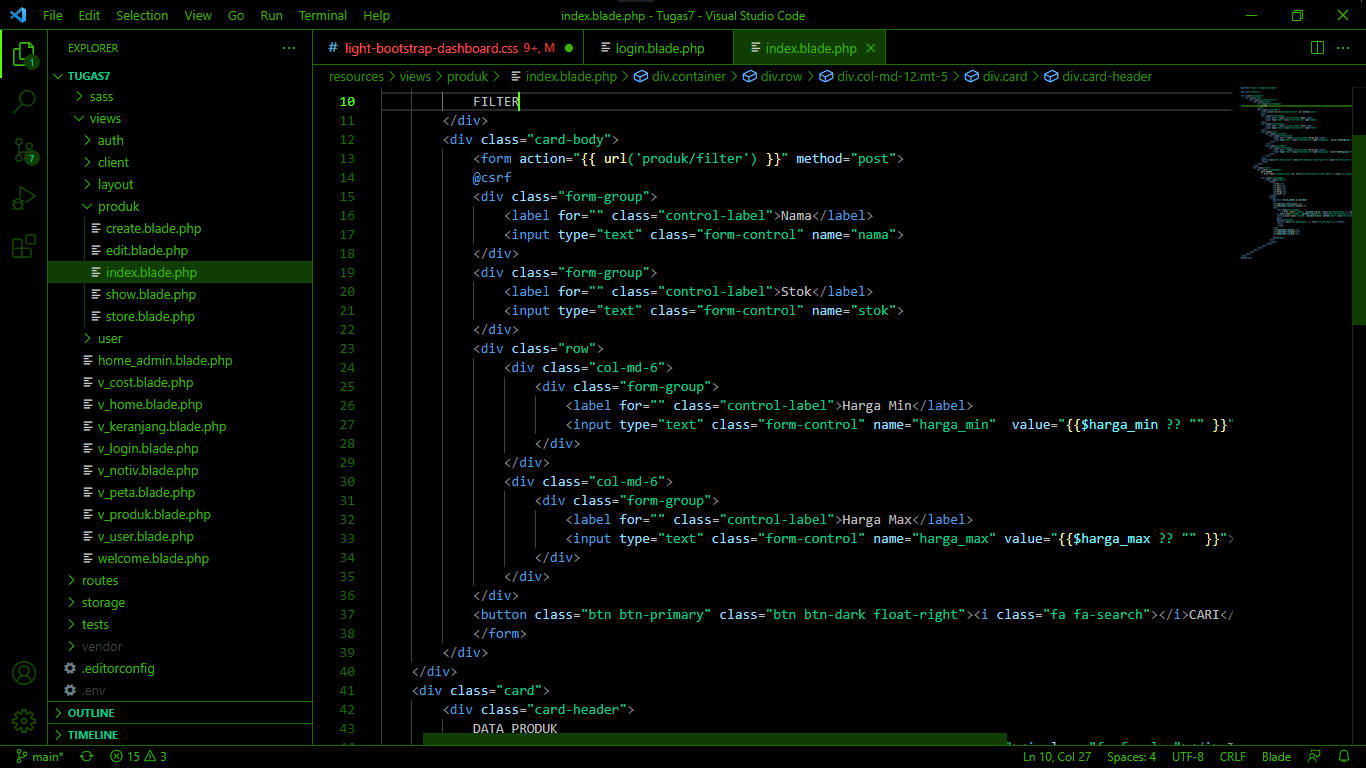 File Edit Selection View Go Run Terminal Help
index.blade.php - Tugas7 - Visual Studio Code
EXPLORER
# light-bootstrap-dashboard.css 9+, M
login.blade.php
index.blade.php
resources > views > produk > index.blade.php > div.container > div.row > div.col-md-12.mt-5 > div.card > div.card-header
1
7
TUGAS7
sass
views
auth
client
layout
produk
create.blade.php
edit.blade.php
index.blade.php
show.blade.php
store.blade.php
user
home_admin.blade.php
v_cost.blade.php
v_home.blade.php
v_keranjang.blade.php
v_login.blade.php
v_notiv.blade.php
v_peta.blade.php
v_produk.blade.php
v_user.blade.php
welcome.blade.php
routes
storage
tests
vendor
.editorconfig
.env
OUTLINE
TIMELINE
10 FILTER
11 </div>
12 <div class="card-body">
13 <form action="{{ url('produk/filter') }}" method="post">
14 @csrf
15 <div class="form-group">
16 <label for="" class="control-label">Nama</label>
17 <input type="text" class="form-control" name="nama">
18 </div>
19 <div class="form-group">
20 <label for="" class="control-label">Stok</label>
21 <input type="text" class="form-control" name="stok">
22 </div>
23 <div class="row">
24 <div class="col-md-6">
25 <div class="form-group">
26 <label for="" class="control-label">Harga Min</label>
27 <input type="text" class="form-control" name="harga_min"  value="{{$harga_min ?? "" }}"
28 </div>
29 </div>
30 <div class="col-md-6">
31 <div class="form-group">
32 <label for="" class="control-label">Harga Max</label>
33 <input type="text" class="form-control" name="harga_max" value="{{$harga_max ?? "" }}">
34 </div>
35 </div>
36 </div>
37 <button class="btn btn-primary" class="btn btn-dark float-right"><i class="fa fa-search"></i>CARI</
38 </form>
39 </div>
40 </div>
41 <div class="card">
42 <div class="card-header">
43 DATA PRODUK
main* 15 3
Ln 10, Col 27 Spaces: 4 UTF-8 CRLF Blade